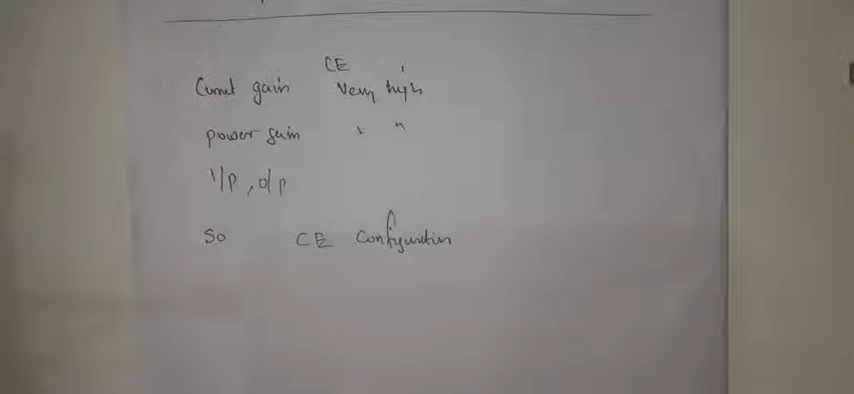 CE
Current gain Very high
power gain " "
I/P, O/P
So CE Configuration